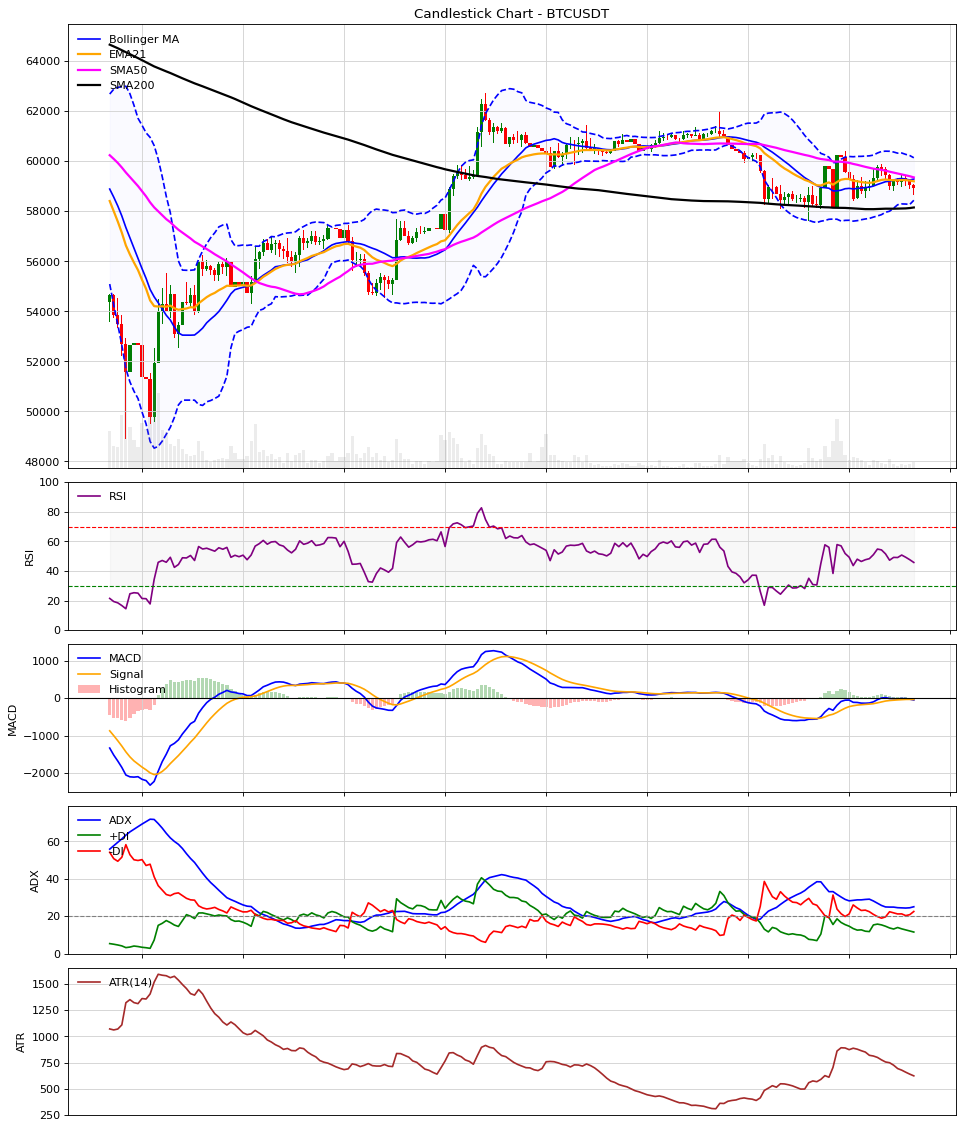 Candlestick Chart - BTCUSDT
Bollinger MA
EMA21
SMA50
SMA200
64000
62000
60000
58000
56000
54000
52000
50000
48000
RSI
100
80
60
40
20
0
RSI
MACD
Signal
Histogram
1000
0
−1000
−2000
MACD
ADX
+DI
-DI
60
40
20
0
ADX
ATR(14)
1500
1250
1000
750
500
250
ATR